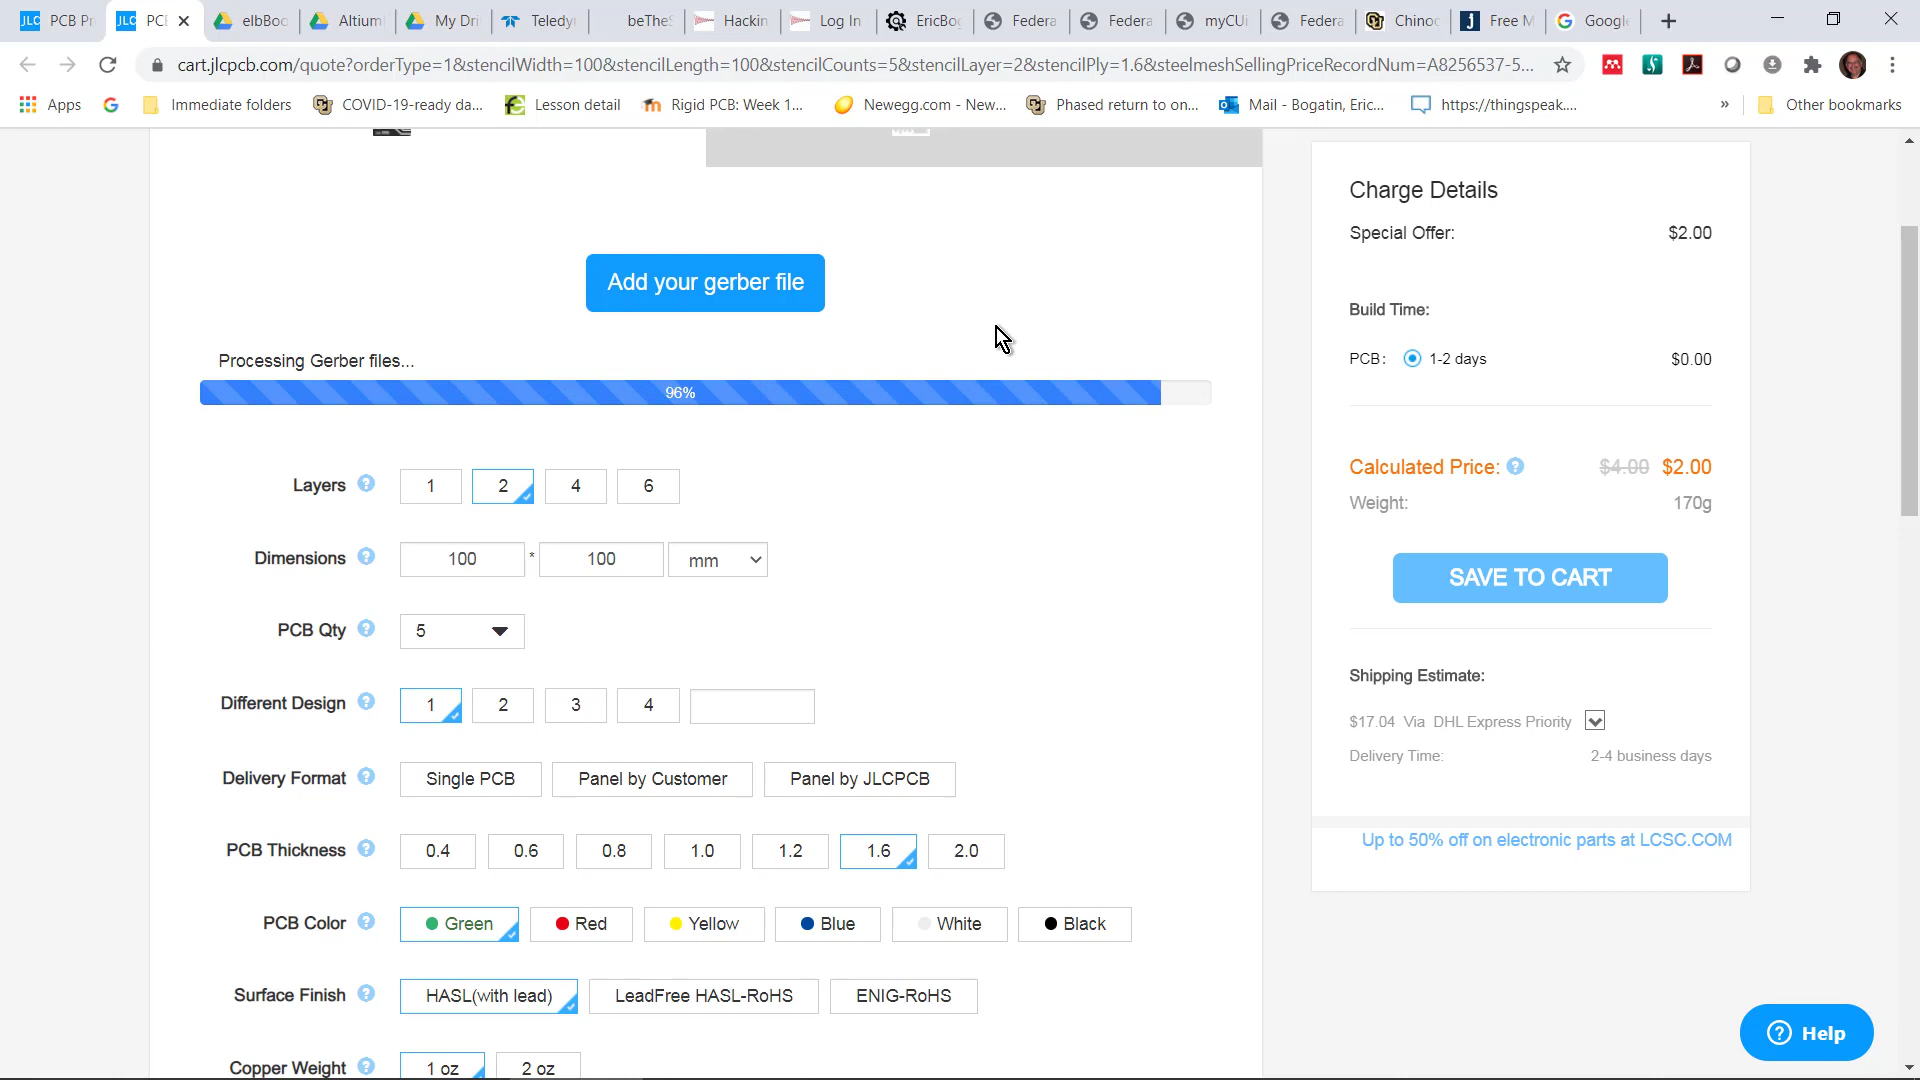 JLC PCB Pr
JLC PCE
elbBoo
Altium
My Dri
Teledy
beTheS
Hackin
Log In
EricBo
Federa
Federa
myCUi
Federa
Chinoc
Free M
Google
cart.jlcpcb.com/quote?orderType=1&stencilWidth=100&stencilLength=100&stencilCounts=5&stencilLayer=2&stencilPly=1.6&steelmeshSellingPriceRecordNum=A8256537-5...
Apps
Immediate folders
COVID-19-ready da...
Lesson detail
Rigid PCB: Week 1...
Newegg.com - New...
Phased return to on...
Mail - Bogatin, Eric...
https://thingspeak....
»
Other bookmarks
Add your gerber file
Processing Gerber files...
96%
Layers ? 1 2 4 6
Dimensions ? 100 * 100 mm
PCB Qty ? 5
Different Design ? 1 2 3 4
Delivery Format ? Single PCB Panel by Customer Panel by JLCPCB
PCB Thickness ? 0.4 0.6 0.8 1.0 1.2 1.6 2.0
PCB Color ? Green Red Yellow Blue White Black
Surface Finish ? HASL(with lead) LeadFree HASL-RoHS ENIG-RoHS
Copper Weight ? 1 oz 2 oz
Charge Details
Special Offer: $2.00
Build Time:
PCB: 1-2 days $0.00
Calculated Price: ? $4.00 $2.00
Weight: 170g
SAVE TO CART
Shipping Estimate:
$17.04 Via DHL Express Priority
Delivery Time: 2-4 business days
Up to 50% off on electronic parts at LCSC.COM
? Help